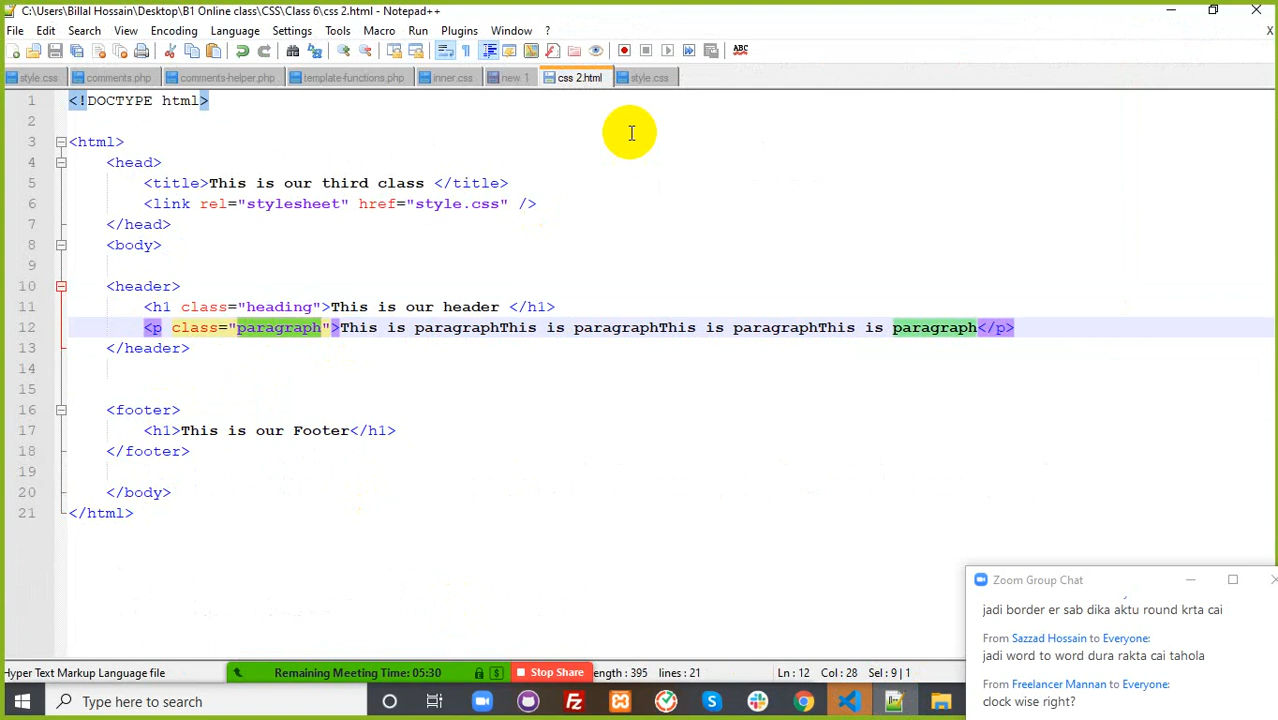 C:\Users\Billal Hossain\Desktop\B1 Online class\CSS\Class 6\css 2.html - Notepad++
File Edit Search View Encoding Language Settings Tools Macro Run Plugins Window ? X
style.css comments.php comments-helper.php template-functions.php inner.css new 1 css 2.html style.css
1 <!DOCTYPE html>
2
3 <html>
4 <head>
5 <title>This is our third class </title>
6 <link rel="stylesheet" href="style.css" />
7 </head>
8 <body>
9
10 <header>
11 <h1 class="heading">This is our header </h1>
12 <p class="paragraph">This is paragraphThis is paragraphThis is paragraphThis is paragraph</p>
13 </header>
14
15
16 <footer>
17 <h1>This is our Footer</h1>
18 </footer>
19
20 </body>
21 </html>
Zoom Group Chat
jadi border er sab dika aktu round krta cai
From Sazzad Hossain to Everyone:
jadi word to word dura rakta cai tahola
From Freelancer Mannan to Everyone:
clock wise right?
Hyper Text Markup Language file Remaining Meeting Time: 05:30 Stop Share ength : 395 lines : 21 Ln : 12 Col : 28 Sel : 9 | 1
Type here to search